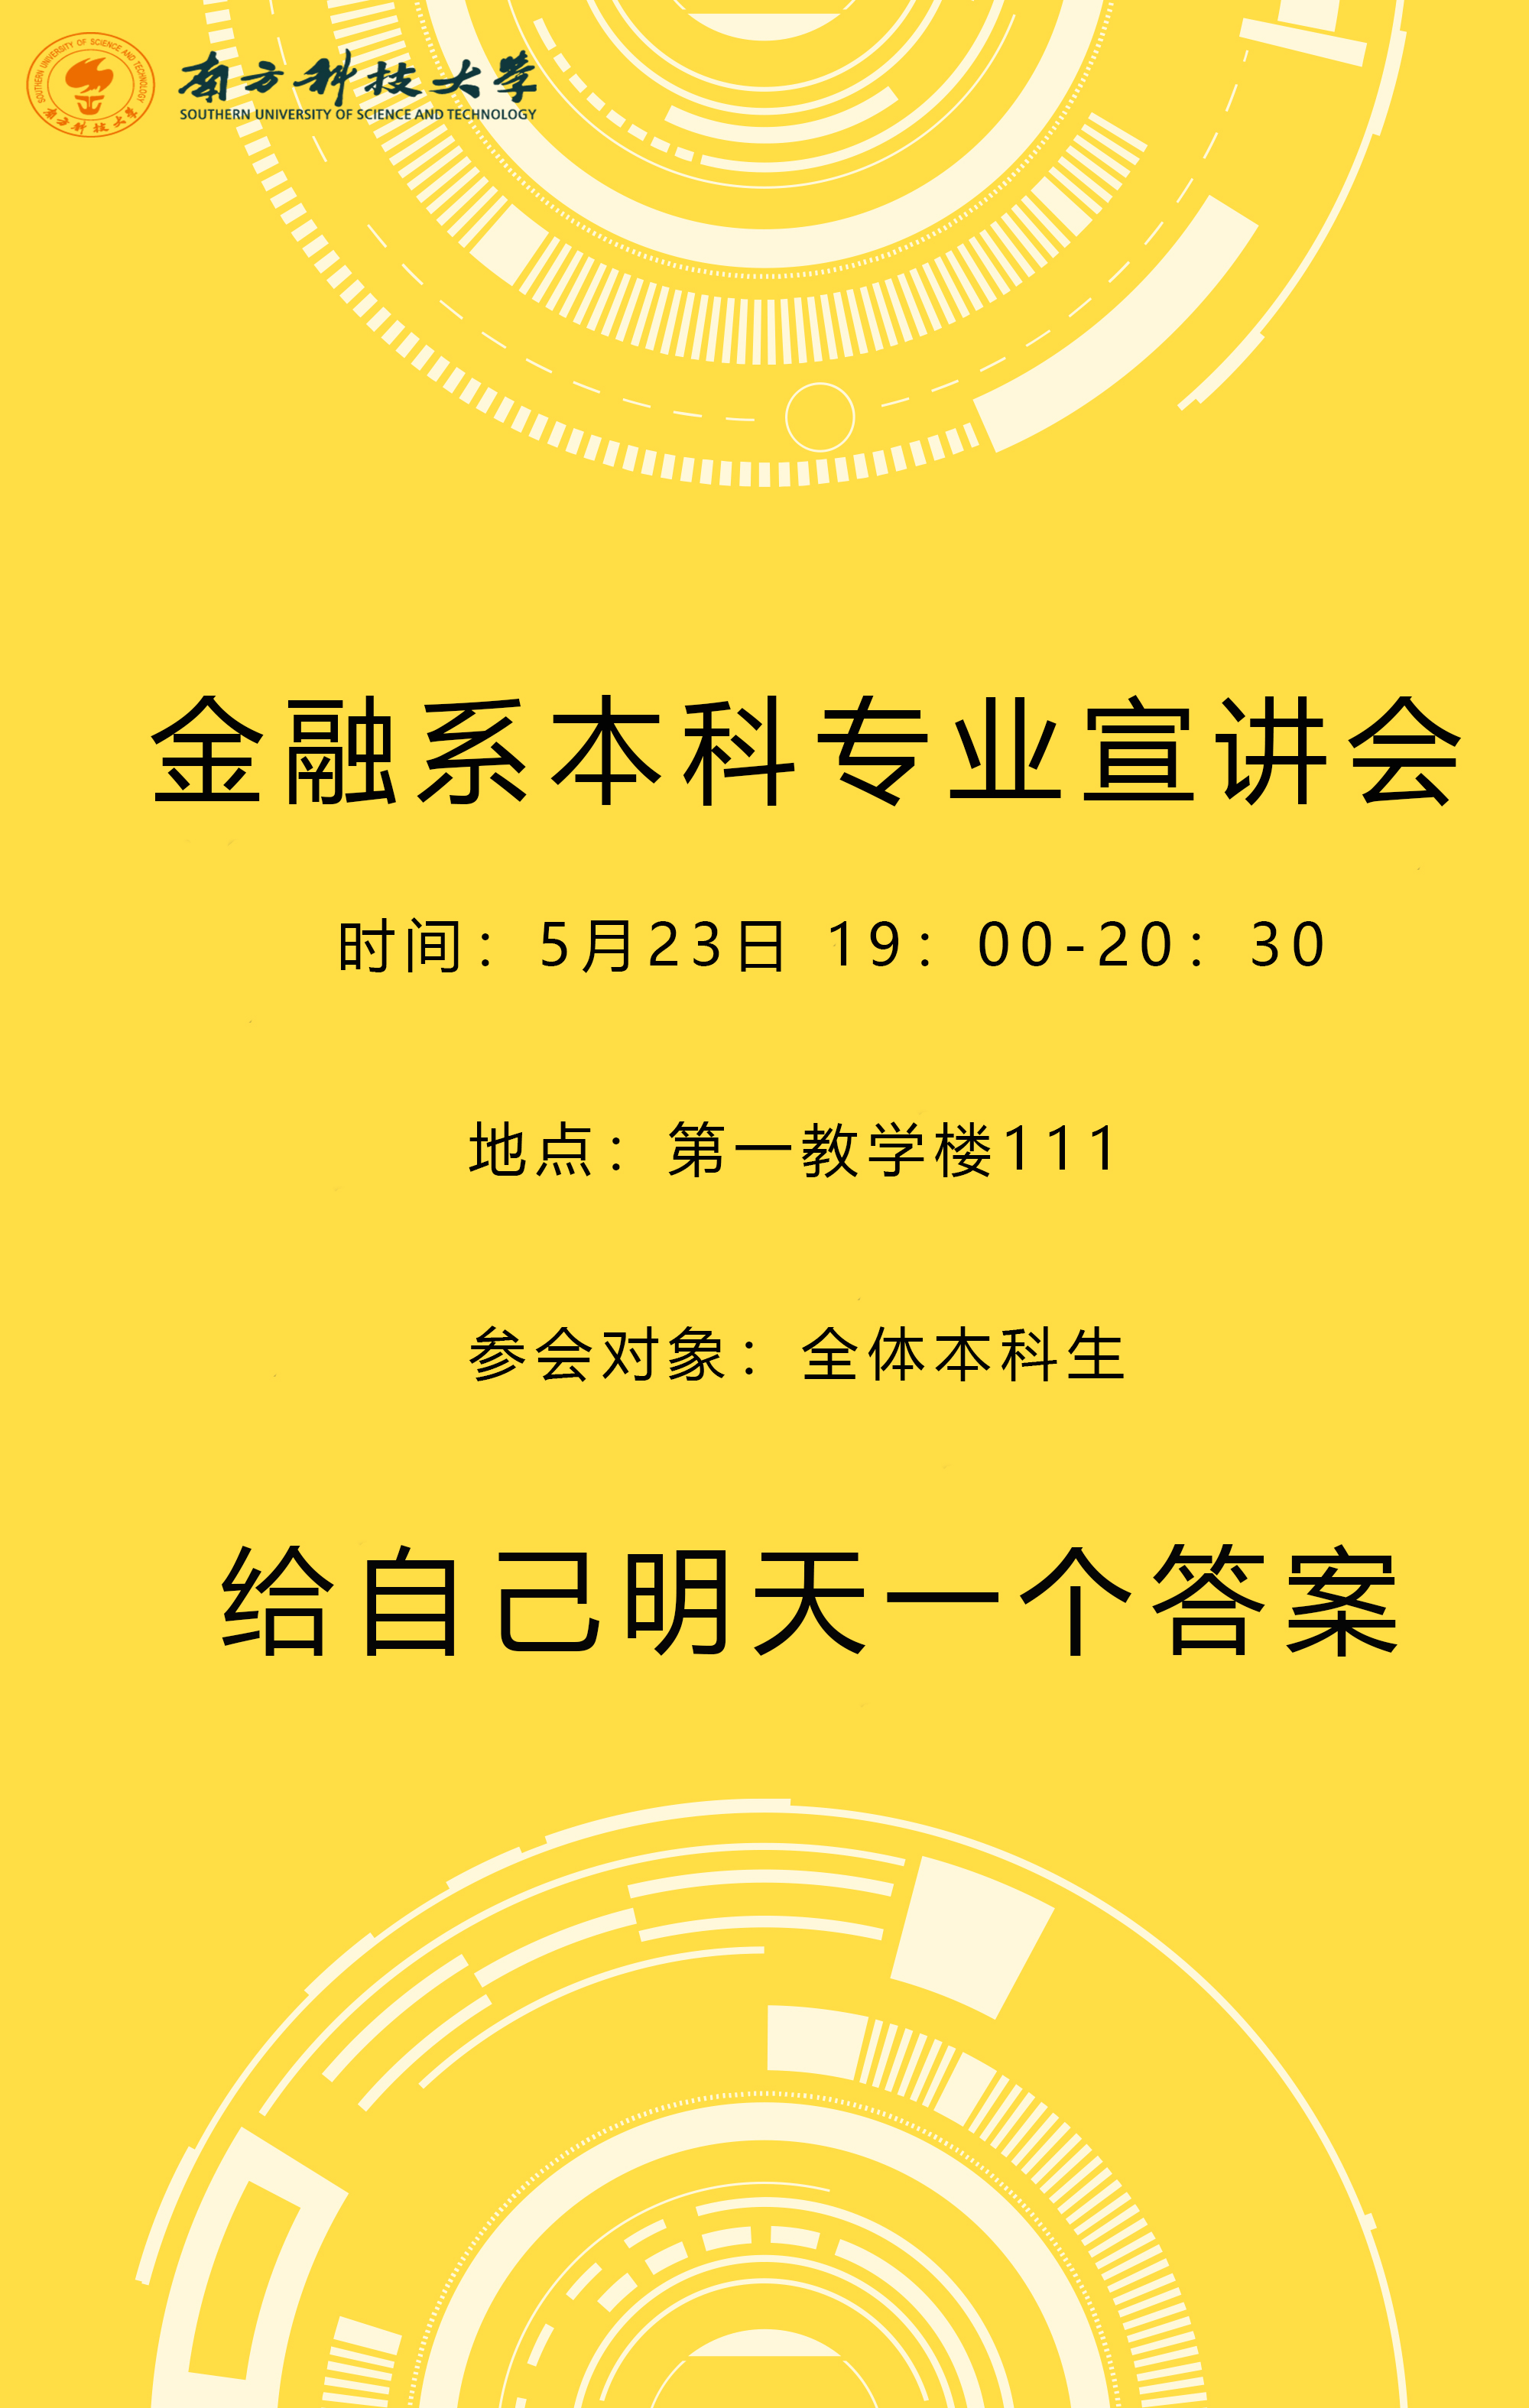 SOUTHERN UNIVERSITY OF SCIENCE AND TECHNOLOGY
南方科技大学
南方科技大学
SOUTHERN UNIVERSITY OF SCIENCE AND TECHNOLOGY
金融系本科专业宣讲会
时间：5月23日 19：00-20：30
地点：第一教学楼111
参会对象：全体本科生
给自己明天一个答案